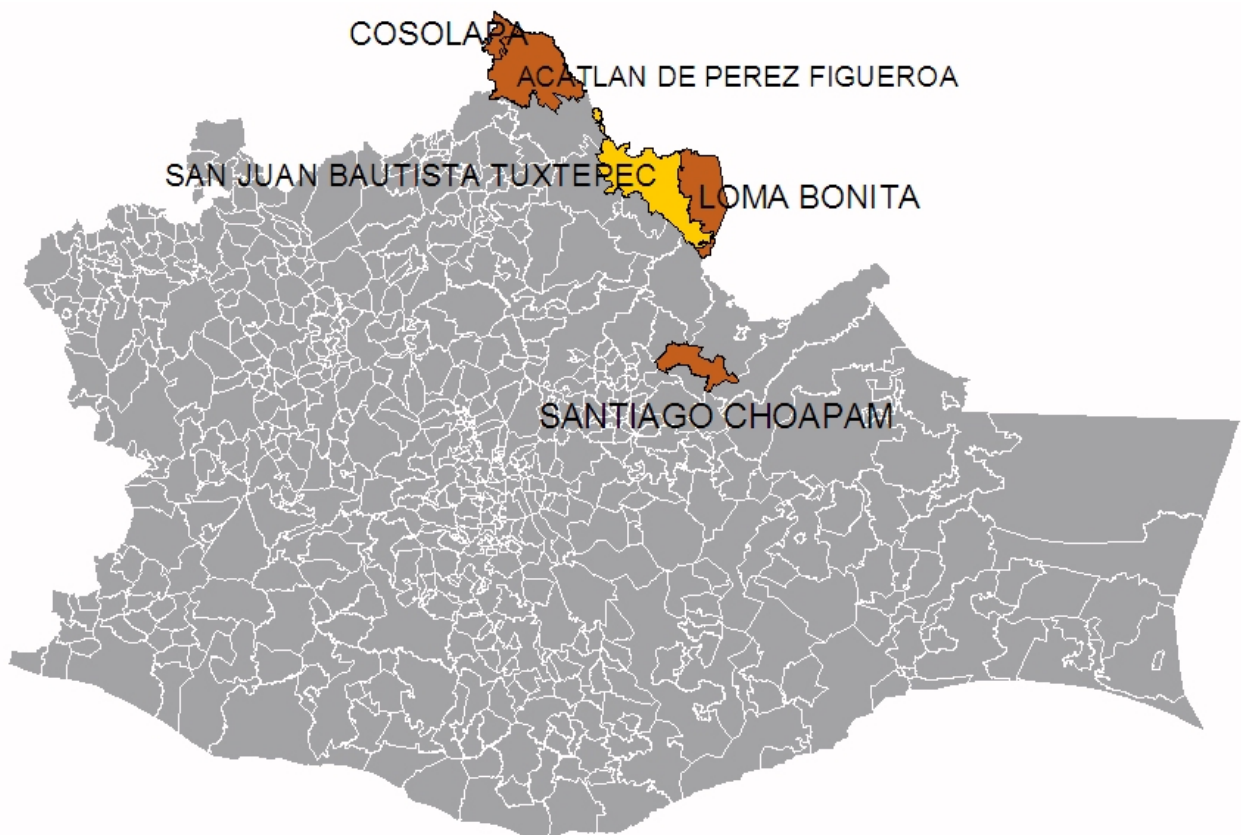 COSOLAPA
ACATLAN DE PEREZ FIGUEROA
SAN JUAN BAUTISTA TUXTEPEC
LOMA BONITA
SANTIAGO CHOAPAM